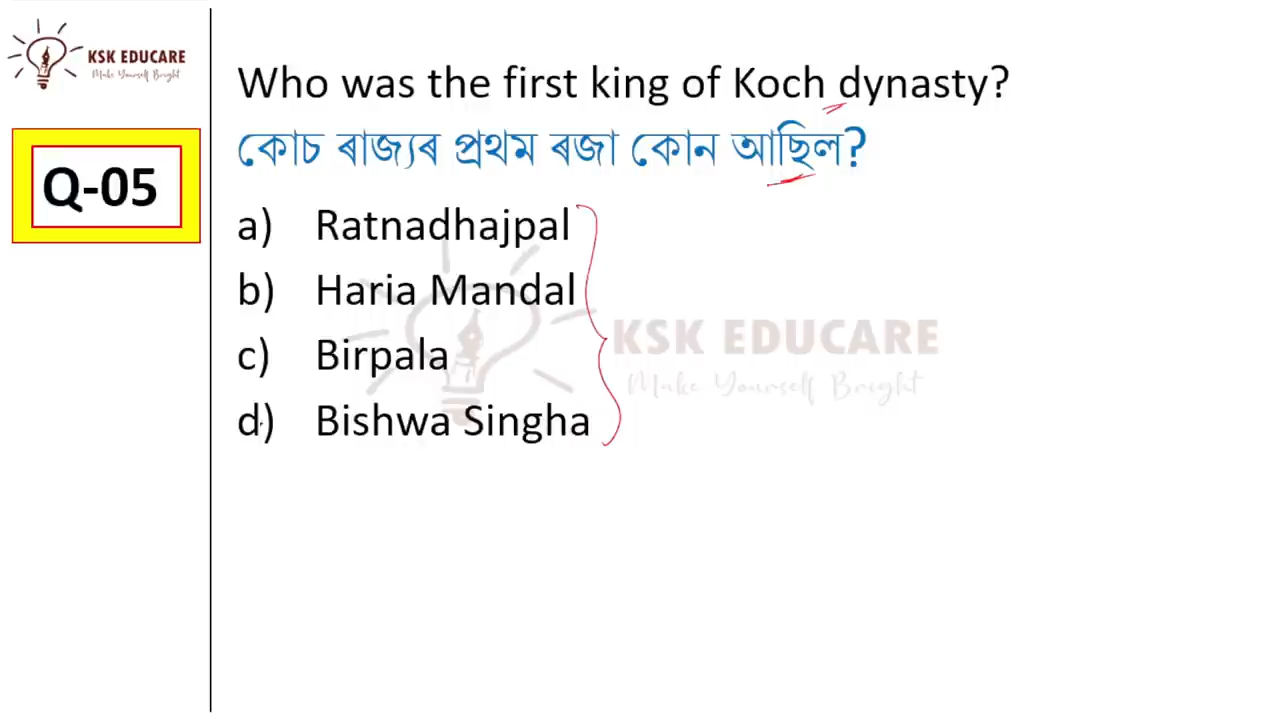 KSK EDUCARE
Make Yourself Bright
Q-05
Who was the first king of Koch dynasty?
কোচ ৰাজ্যৰ প্ৰথম ৰজা কোন আছিল?
a) Ratnadhajpal
b) Haria Mandal
c) Birpala
d) Bishwa Singha
KSK EDUCARE
Make Yourself Bright